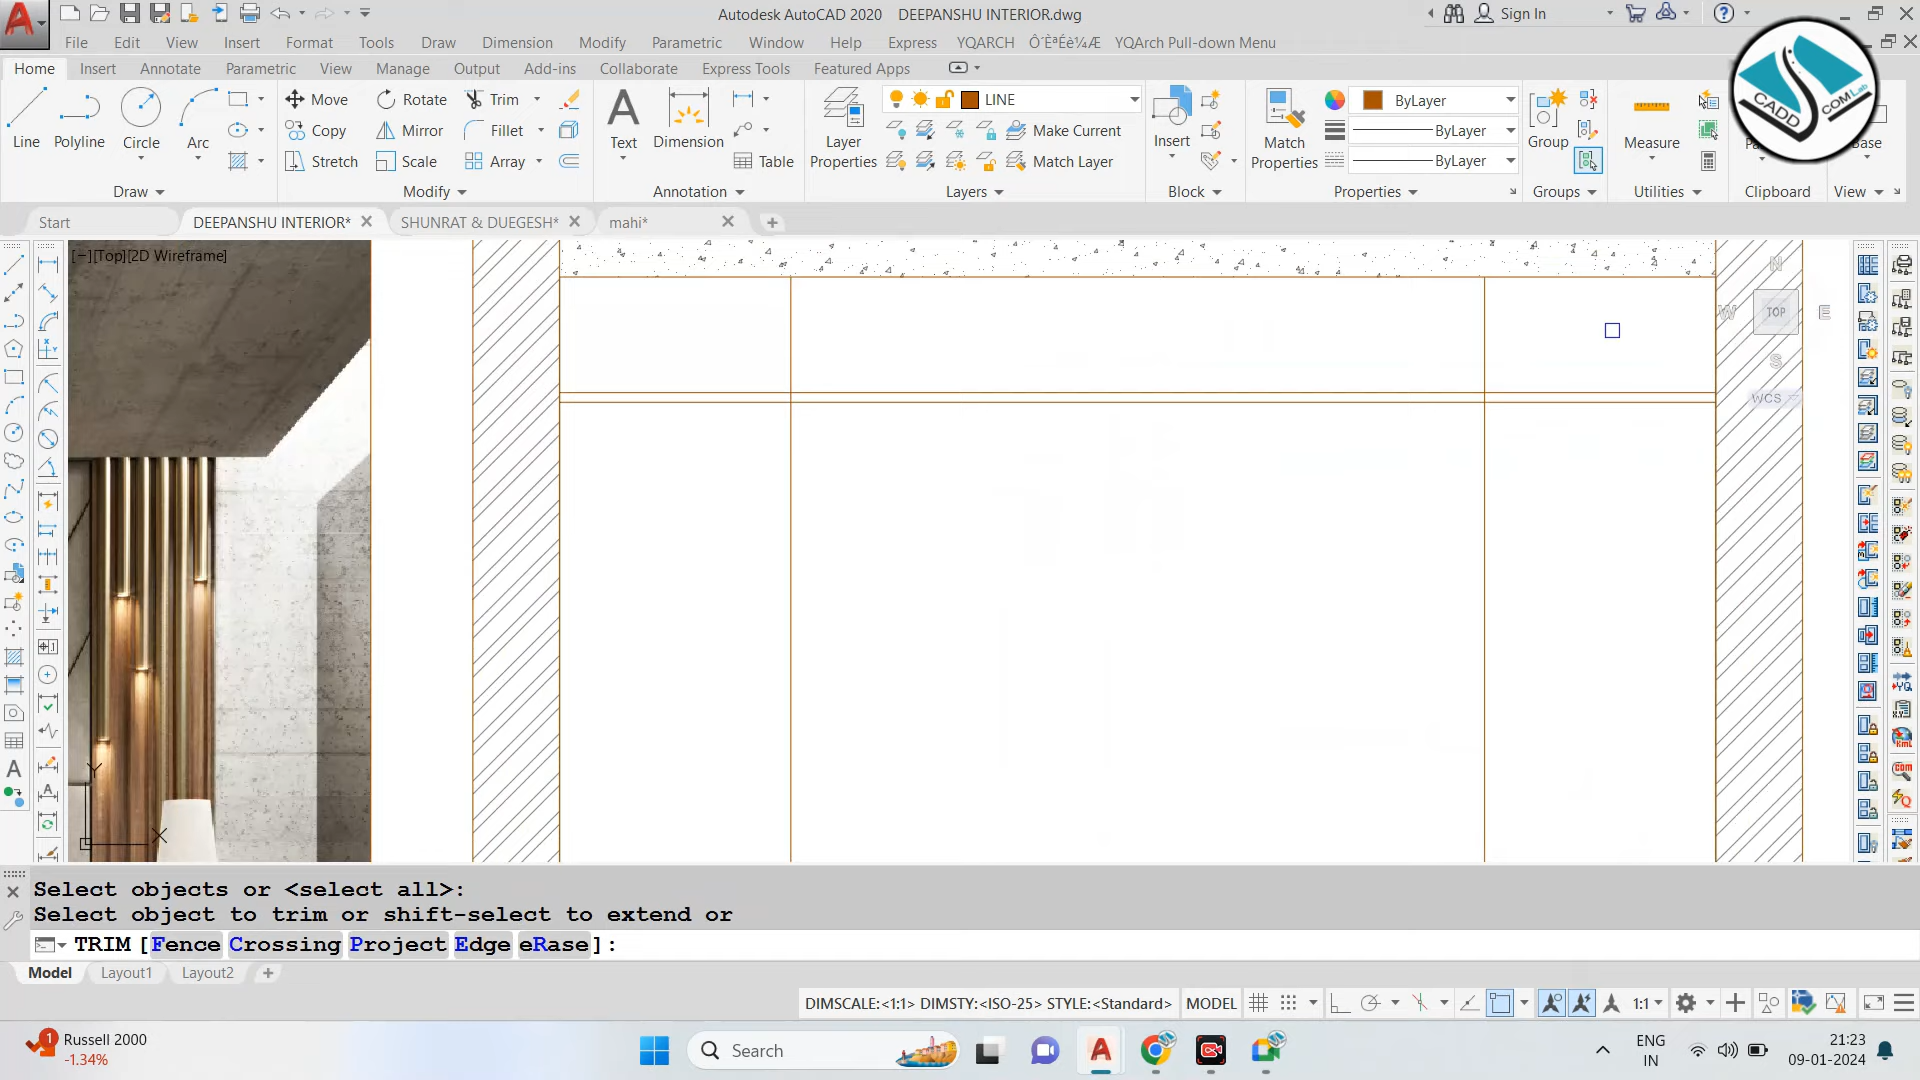 Autodesk AutoCAD 2020 DEEPANSHU INTERIOR.dwg
Sign In
File Edit View Insert Format Tools Draw Dimension Modify Parametric Window Help Express YQARCH Ô´ÈªÉè¼Æ YQArch Pull-down Menu
Home Insert Annotate Parametric View Manage Output Add-ins Collaborate Express Tools Featured Apps
Line Polyline Circle Arc
Move Rotate Trim
Copy Mirror Fillet
Stretch Scale Array
Text Dimension Table
Layer Properties
LINE
Make Current
Match Layer
Insert
Match Properties
ByLayer
ByLayer
ByLayer
Group
Measure
Base
Draw Modify Annotation Layers Block Properties Groups Utilities Clipboard View
CADD COM Lab
Start DEEPANSHU INTERIOR* SHUNRAT & DUEGESH* mahi*
[−][Top][2D Wireframe]
N
W TOP E
S
WCS
Y
X
Select objects or <select all>:
Select object to trim or shift-select to extend or
TRIM [Fence Crossing Project Edge eRase]:
Model Layout1 Layout2
DIMSCALE:<1:1> DIMSTY:<ISO-25> STYLE:<Standard> MODEL 1:1
1
Russell 2000
-1.34%
Search
ENG
IN
21:23
09-01-2024